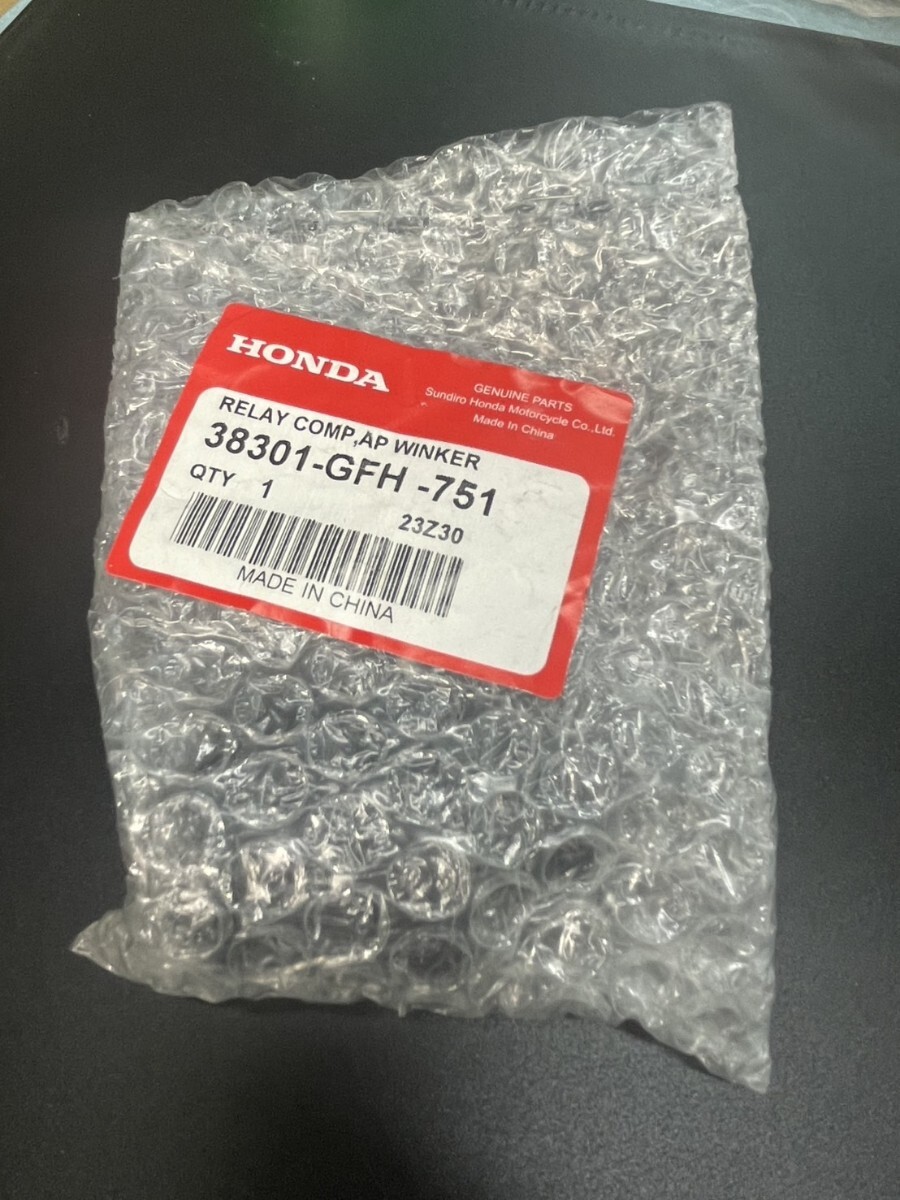 HONDA
GENUINE PARTS
Sundiro Honda Motorcycle Co.,Ltd.
Made In China
RELAY COMP,AP WINKER
38301-GFH -751
QTY 1
23Z30
MADE IN CHINA